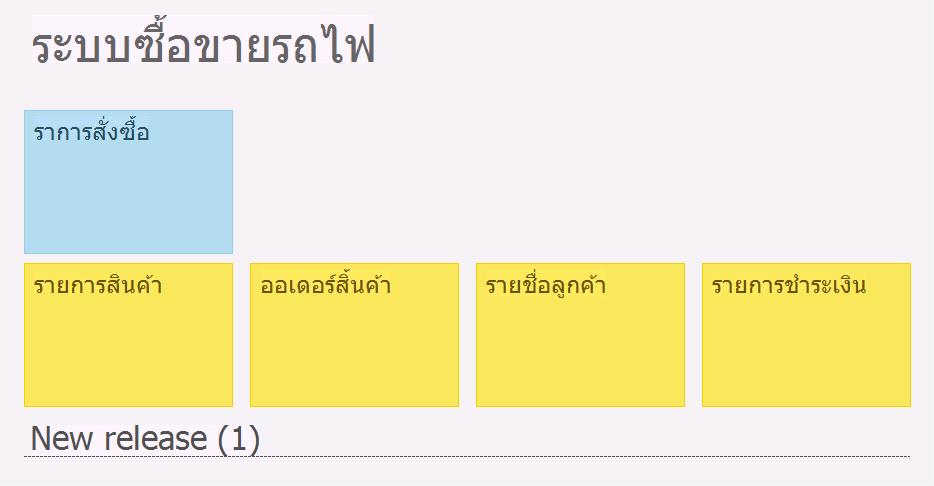 ระบบซื้อขายรถไฟ
ราการสั่งซื้อ
รายการสินค้า
ออเดอร์สิ้นค้า
รายชื่อลูกค้า
รายการชำระเงิน
New release (1)